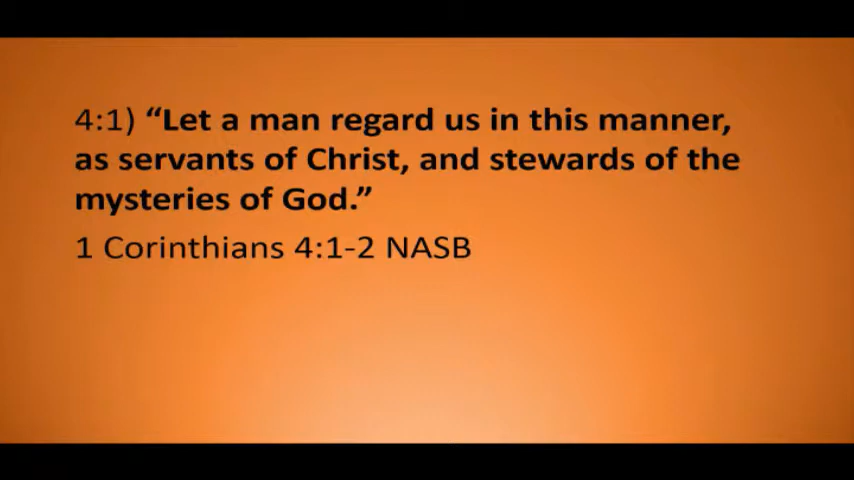 4:1) “Let a man regard us in this manner,
as servants of Christ, and stewards of the
mysteries of God.”
1 Corinthians 4:1-2 NASB